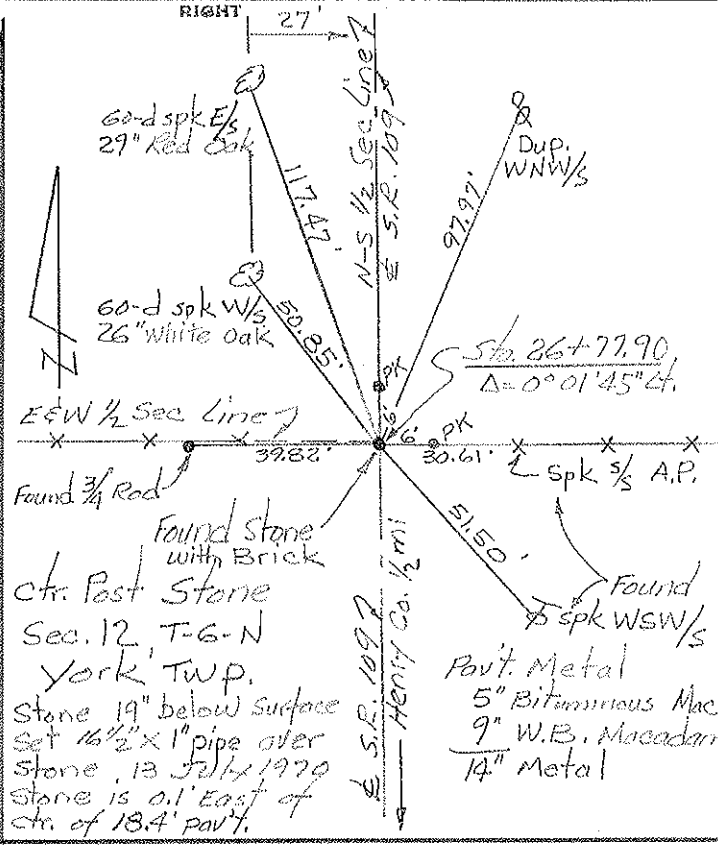 RIGHT
27'
60-d spk E/s
29" Red Oak
117.47'
N-S 1/2 Sec Line
℄ S.R. 109
97.97'
Dup.
WNW/s
60-d spk W/s
26" White Oak
50.85'
Sta. 26+77.90
Δ=0°01'45" Lt.
PK
E&W 1/2 Sec Line
6'
6'
PK
39.82'
30.61'
Spk S/s A.P.
Found 3/4 Rod
Found Stone
with Brick
51.50'
Found
spk WSW/s
Ctr. Post Stone
Sec. 12, T-6-N
York Twp.
Stone 19" below surface
Set 16 1/2" x 1" pipe over
Stone, 13 July 1970
Stone is 0.1' East of
ctr. of 18.4' pav't.
℄ S.R. 109
Henry Co. 1/2 mi
Pav't. Metal
5" Bituminous Mac
9" W.B. Macadam
14" Metal